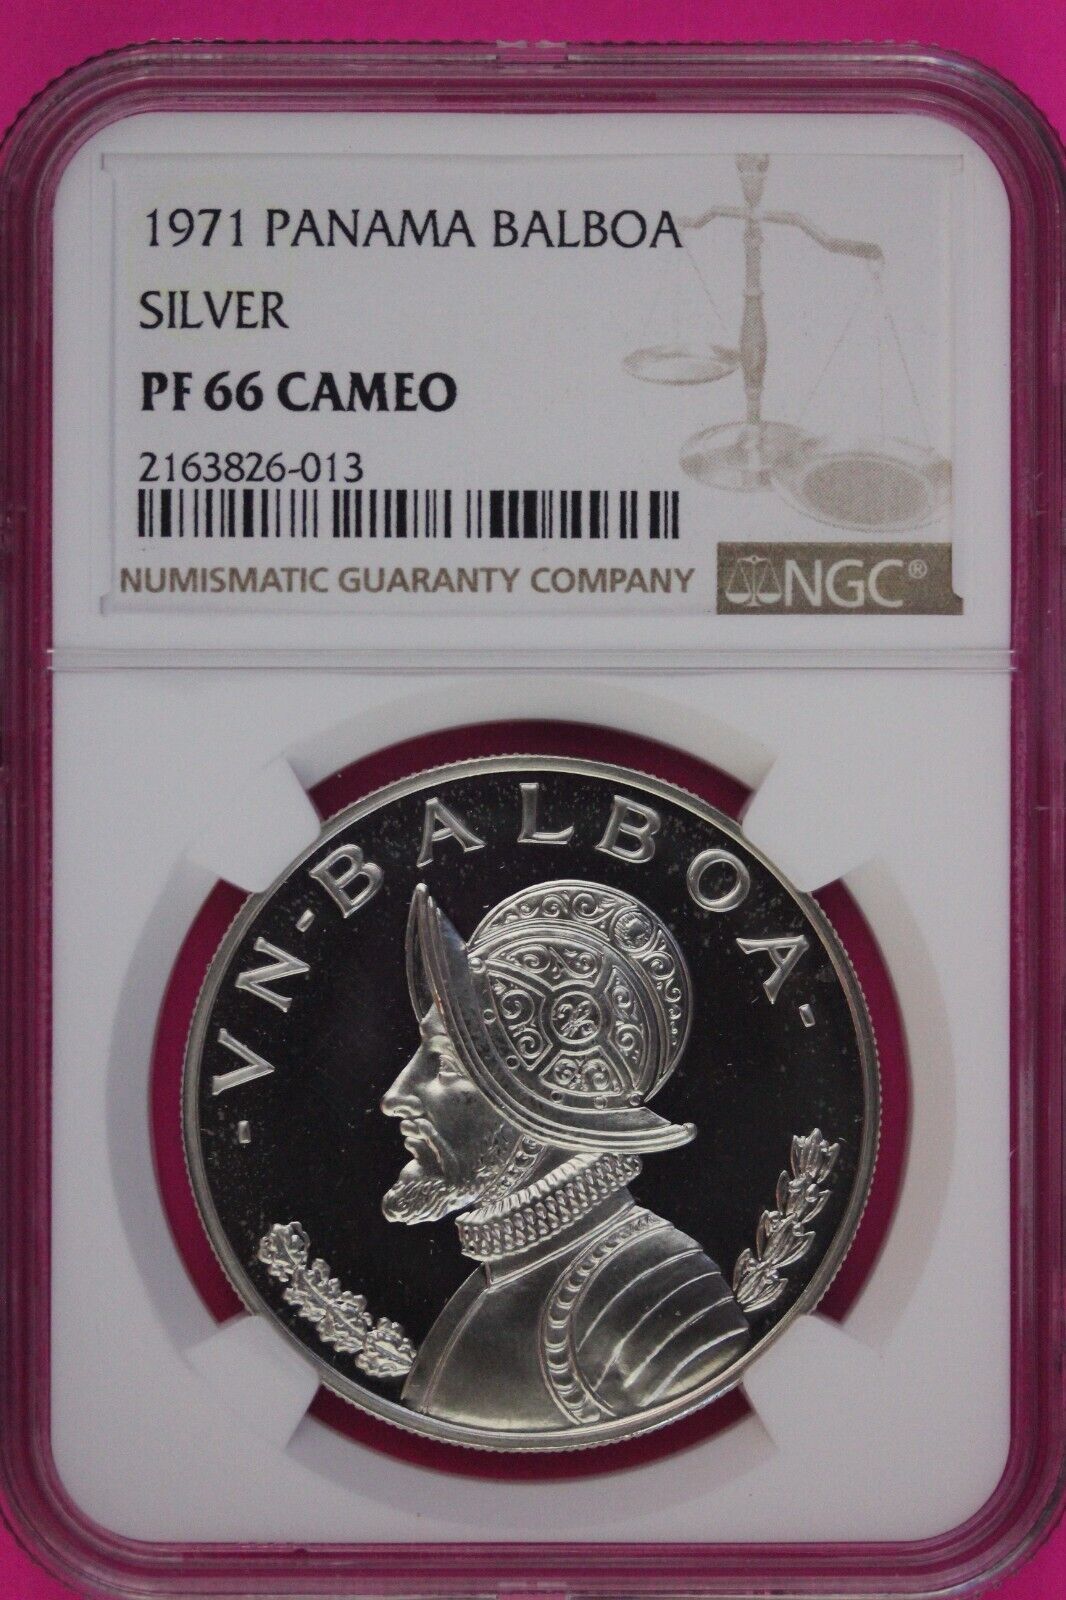 1971 PANAMA BALBOA
SILVER
PF 66 CAMEO
2163826-013
NUMISMATIC GUARANTY COMPANY
NGC®
-VN-BALBOA-